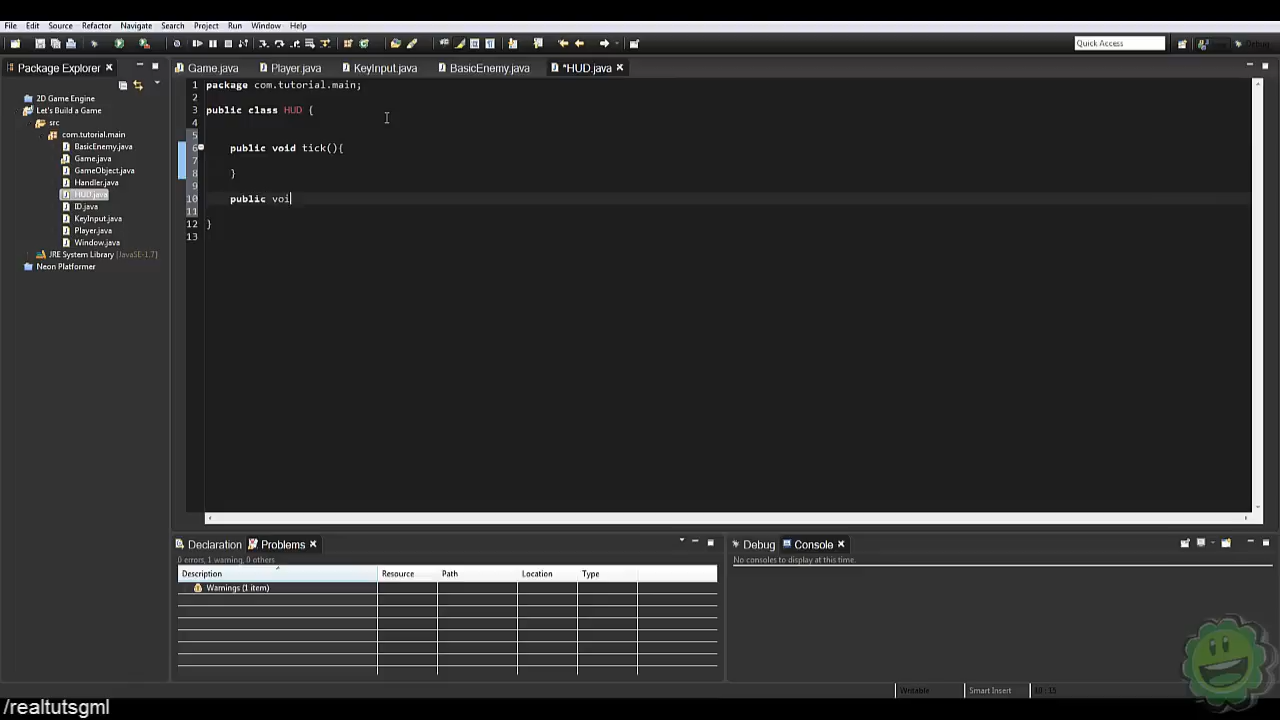 File Edit Source Refactor Navigate Search Project Run Window Help
Quick Access
Debug
Package Explorer
Game.java Player.java KeyInput.java BasicEnemy.java *HUD.java
2D Game Engine
Let's Build a Game
src
com.tutorial.main
BasicEnemy.java
Game.java
GameObject.java
Handler.java
HUD.java
ID.java
KeyInput.java
Player.java
Window.java
JRE System Library [JavaSE-1.7]
Neon Platformer
1 package com.tutorial.main;
2
3 public class HUD {
4
5
6 public void tick(){
7
8 }
9
10 public voi
11
12 }
13
Declaration Problems
0 errors, 1 warning, 0 others
Description Resource Path Location Type
Warnings (1 item)
Debug Console
No consoles to display at this time.
Writable Smart Insert 10 : 15
/realtutsgml